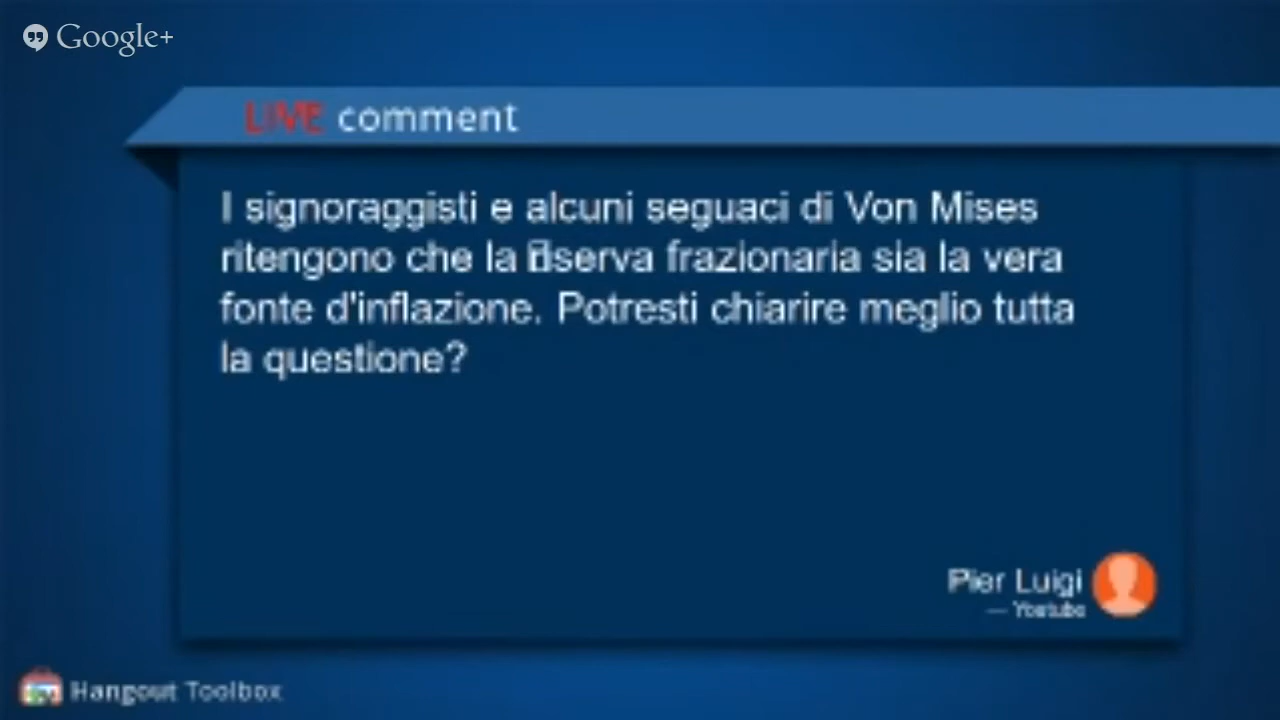 Google+
LIVE comment
I signoraggisti e alcuni seguaci di Von Mises
ritengono che la riserva frazionaria sia la vera
fonte d'inflazione. Potresti chiarire meglio tutta
la questione?
Pier Luigi
— Youtube
Hangout Toolbox